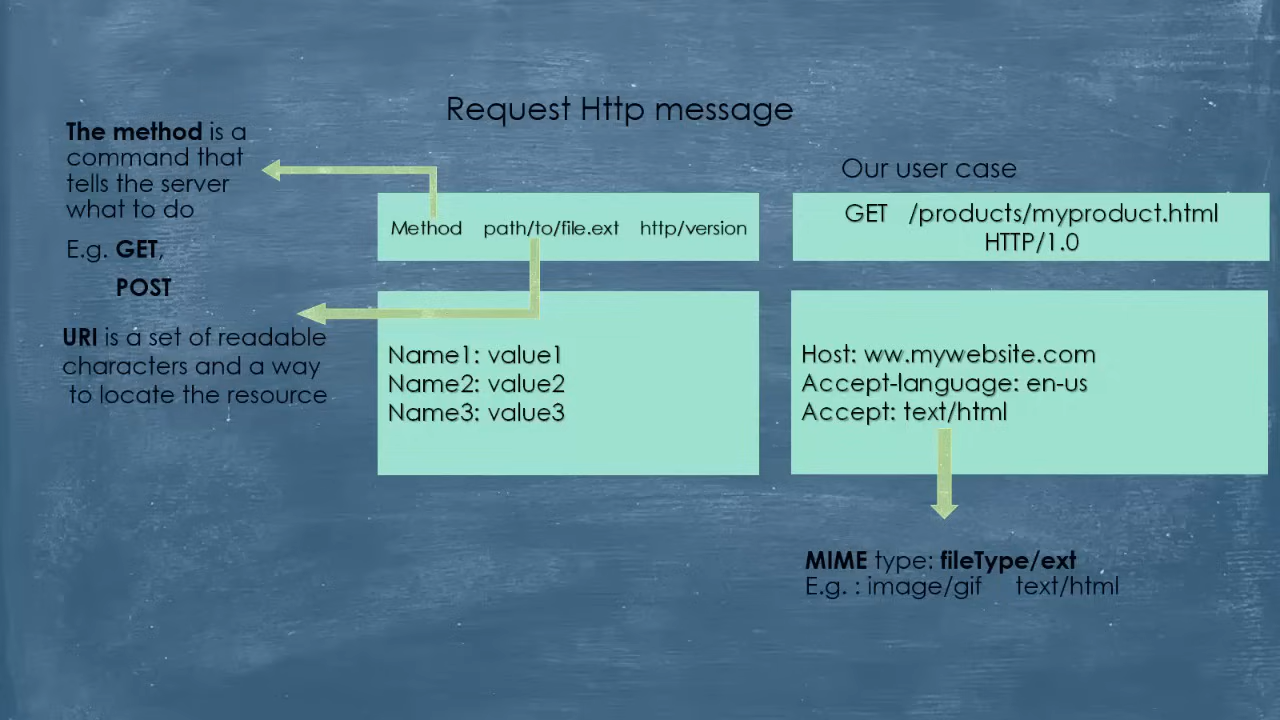 Request Http message
The method is a
command that
tells the server
what to do
E.g. GET,
POST
URI is a set of readable
characters and a way
to locate the resource
Method path/to/file.ext http/version
Name1: value1
Name2: value2
Name3: value3
Our user case
GET /products/myproduct.html
HTTP/1.0
Host: ww.mywebsite.com
Accept-language: en-us
Accept: text/html
MIME type: fileType/ext
E.g. : image/gif text/html